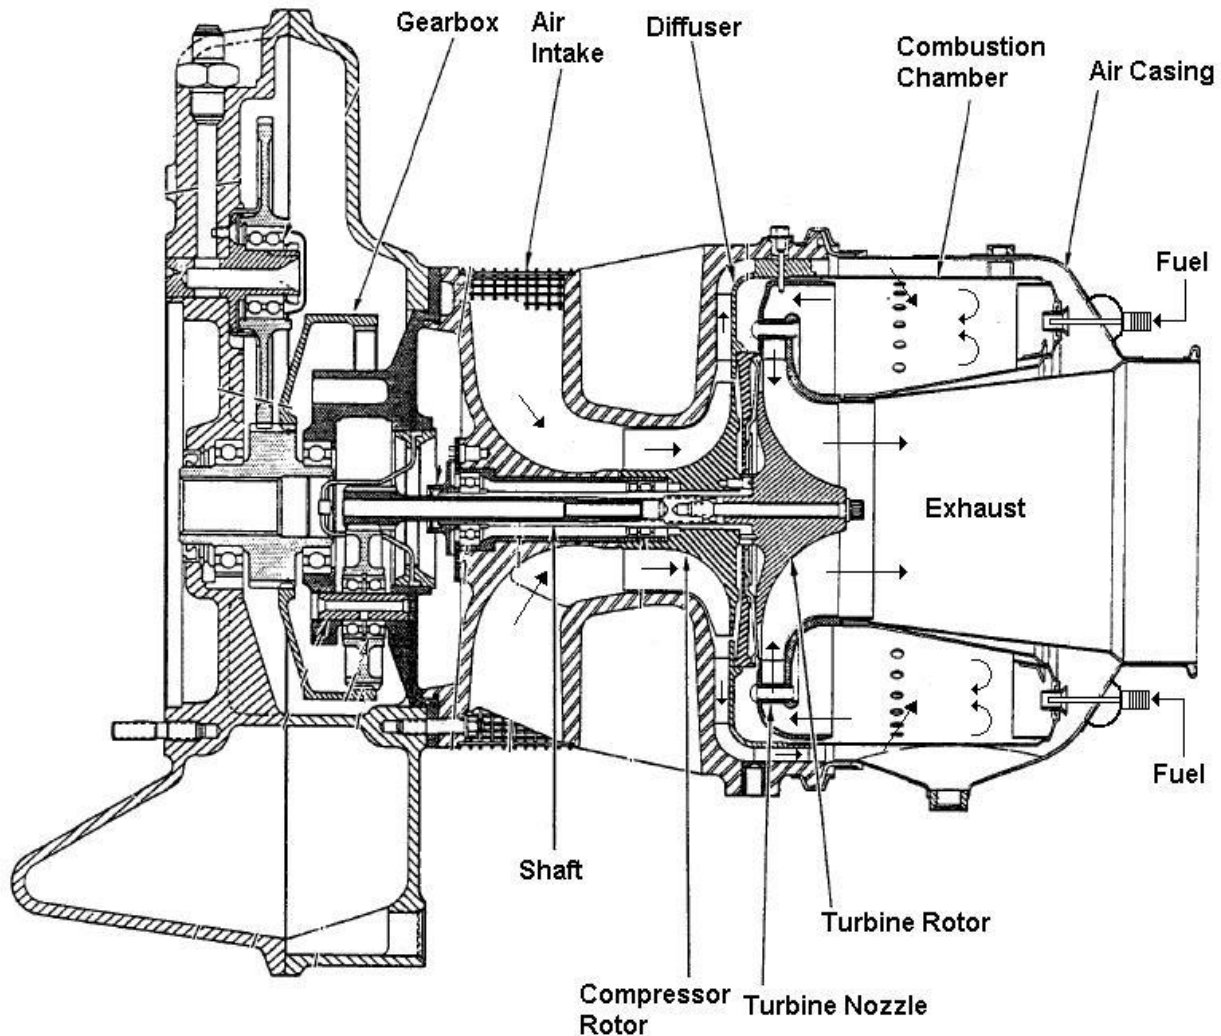 Gearbox
Air
Intake
Diffuser
Combustion
Chamber
Air Casing
Fuel
Exhaust
Fuel
Shaft
Turbine Rotor
Compressor
Rotor
Turbine Nozzle